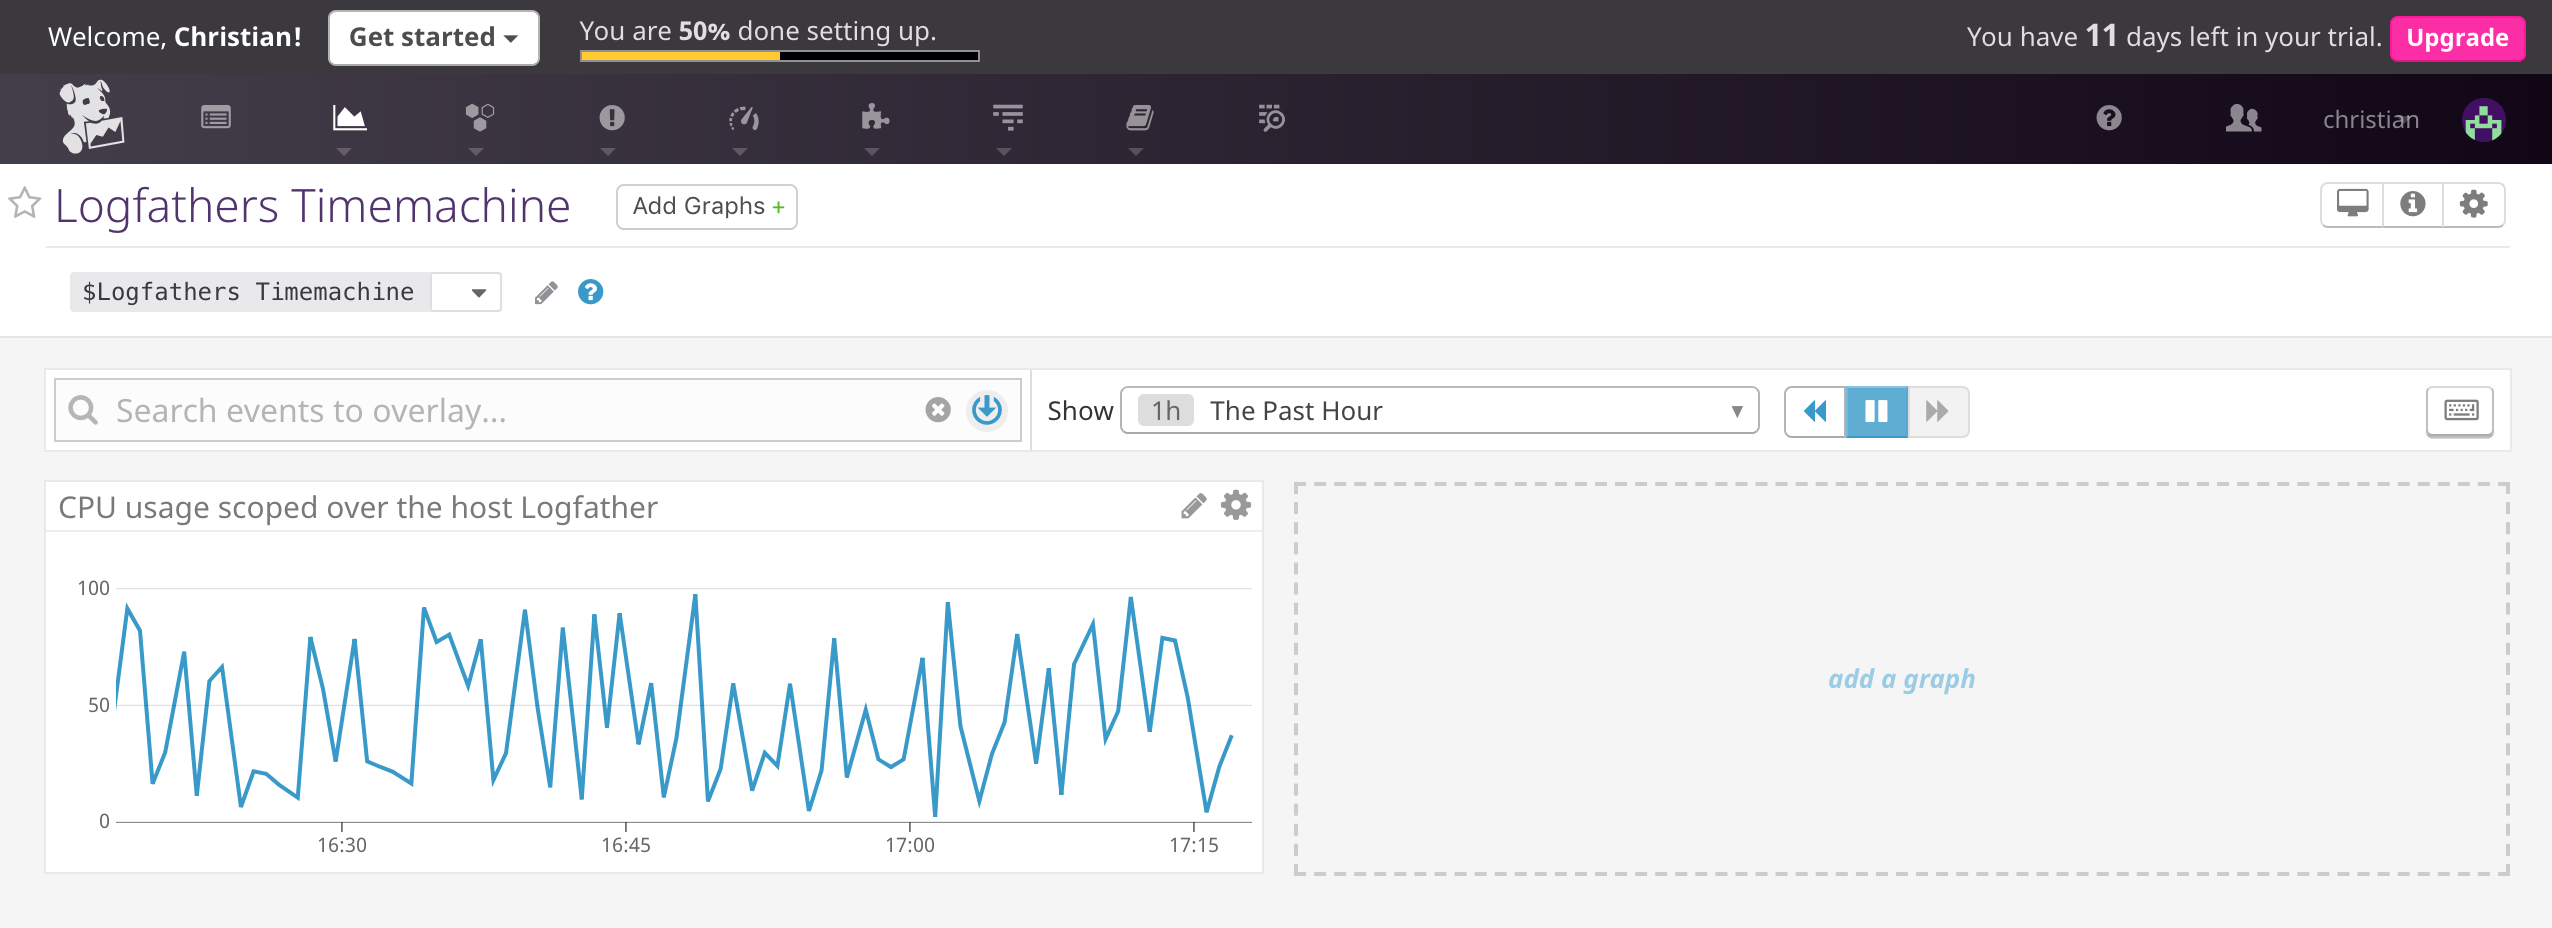 Welcome, Christian! Get started You are 50% done setting up. You have 11 days left in your trial. Upgrade
christian
Logfathers Timemachine Add Graphs +
$Logfathers Timemachine
Search events to overlay... Show 1h The Past Hour
CPU usage scoped over the host Logfather
100
50
0
16:30 16:45 17:00 17:15
add a graph